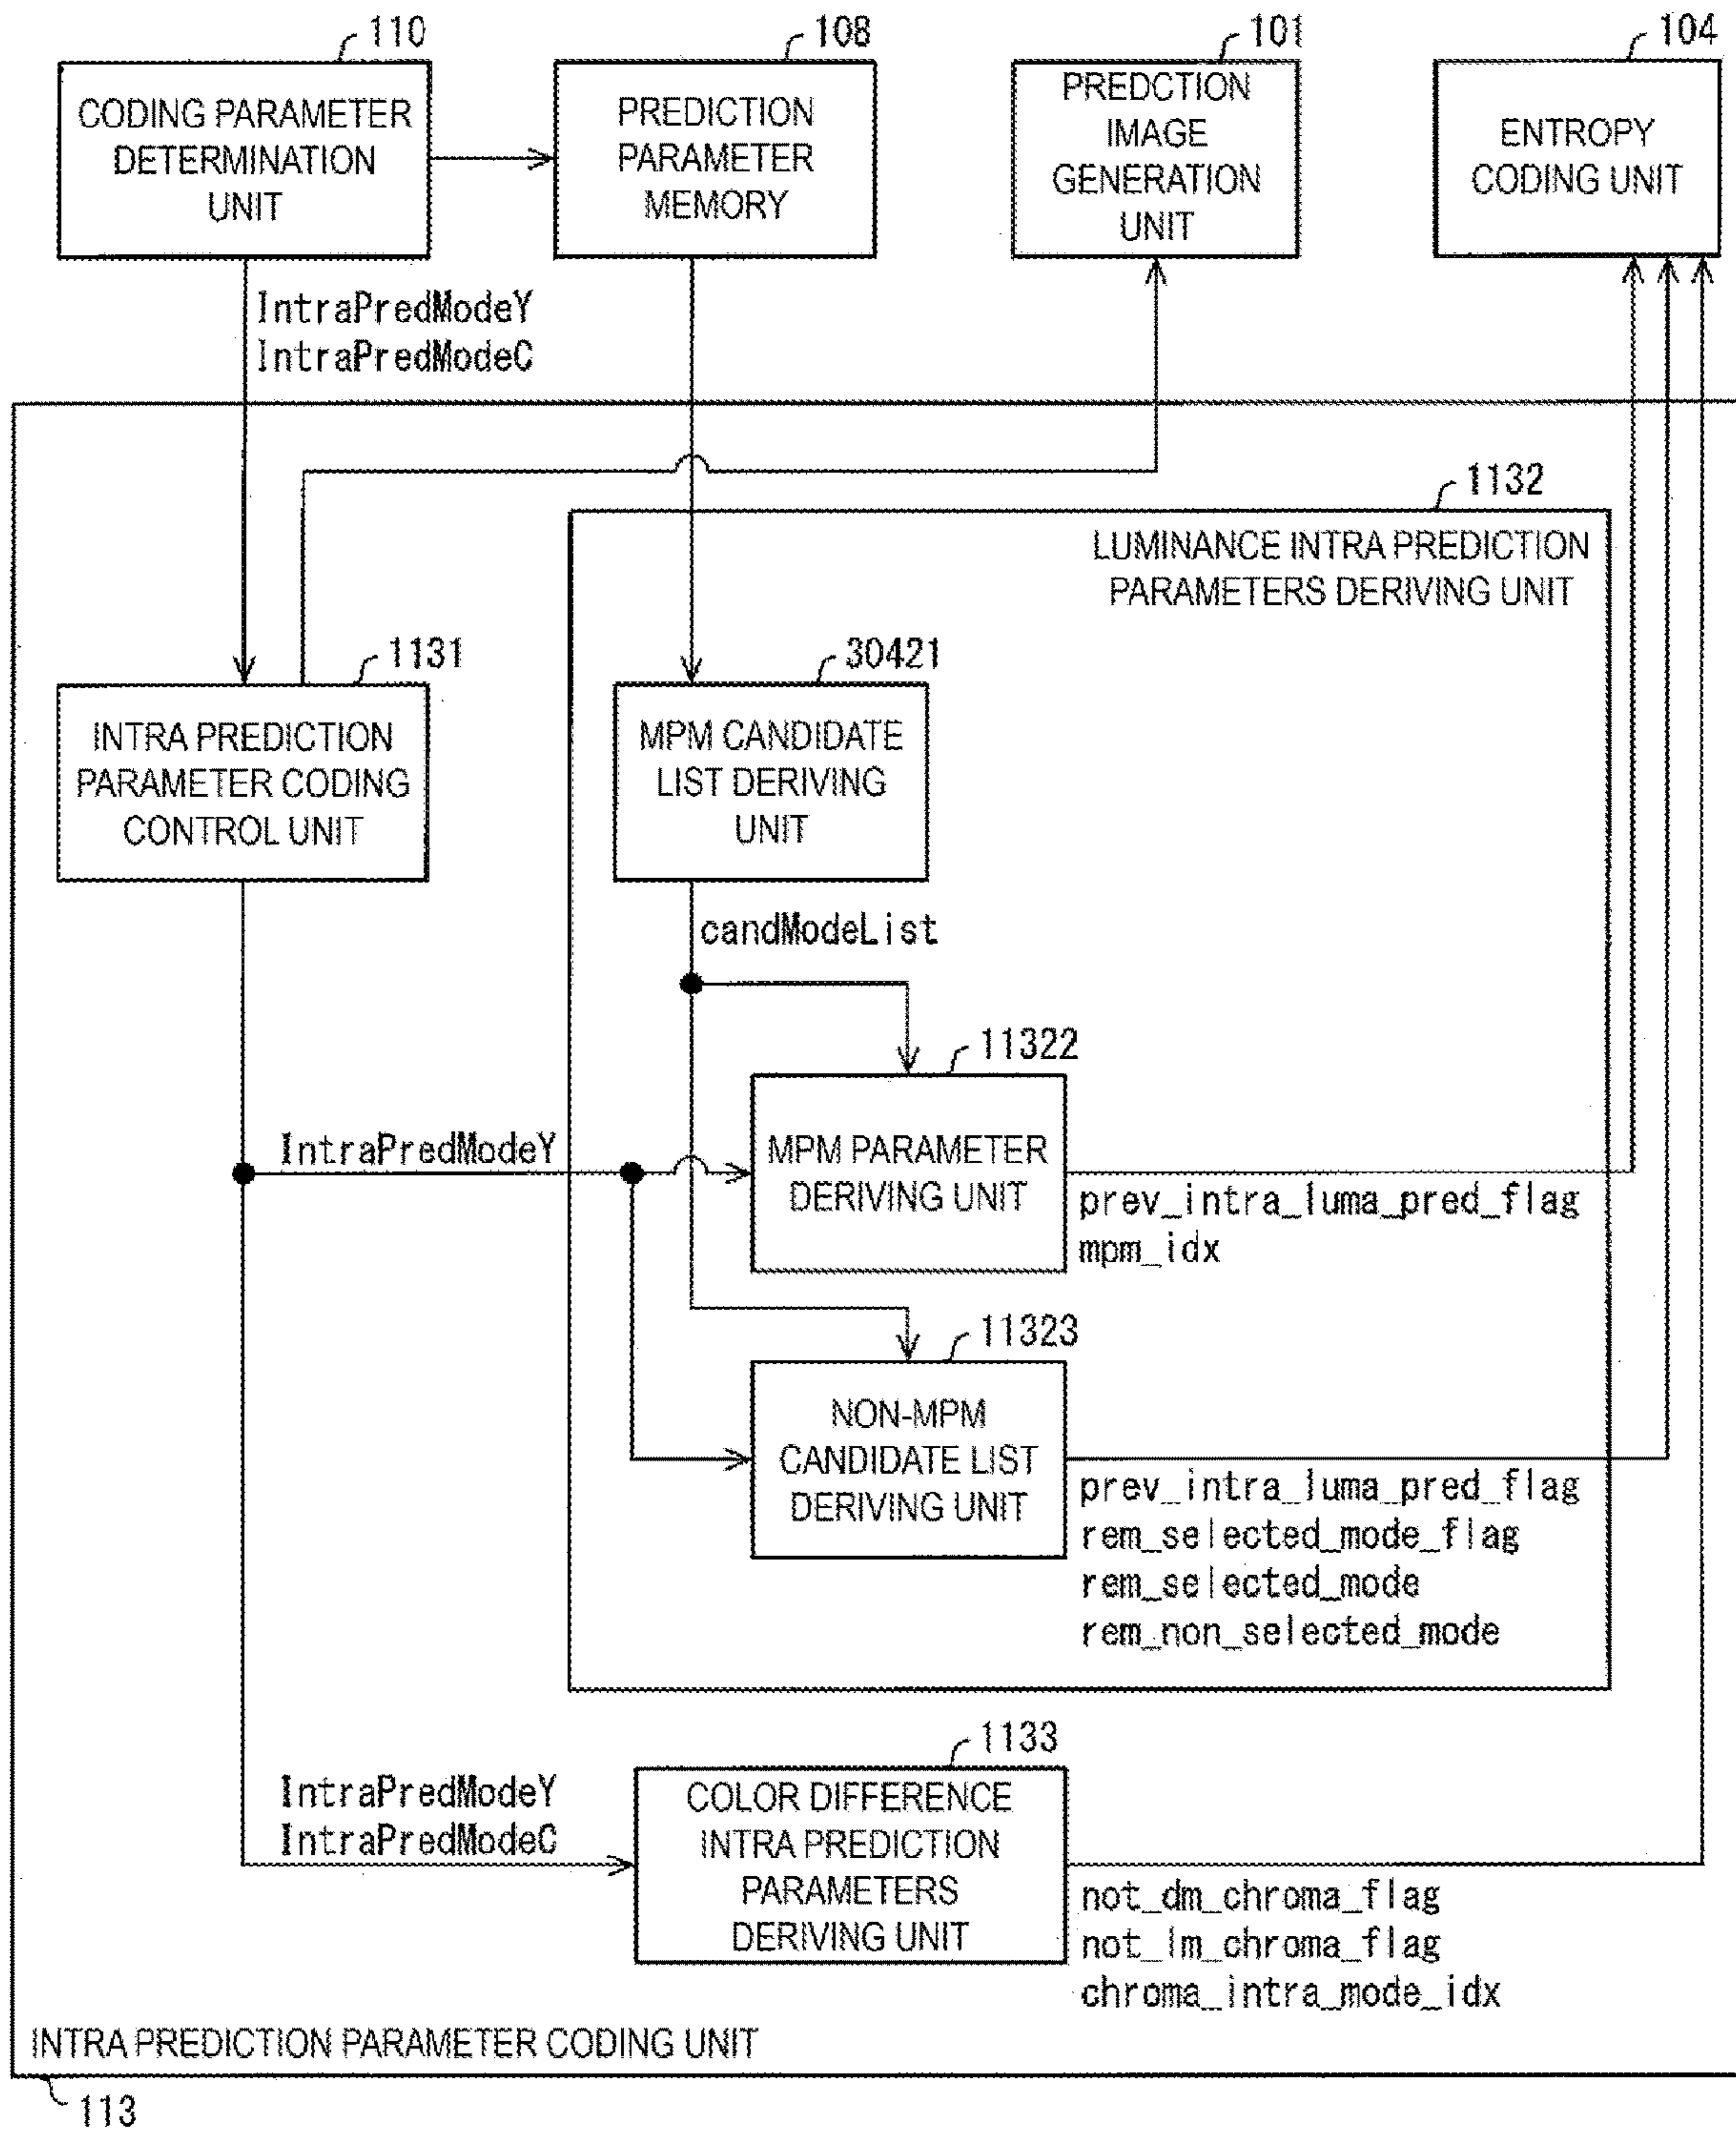 110
CODING PARAMETER
DETERMINATION
UNIT
108
PREDICTION
PARAMETER
MEMORY
101
PREDCTION
IMAGE
GENERATION
UNIT
104
ENTROPY
CODING UNIT
IntraPredModeY
IntraPredModeC
1132
LUMINANCE INTRA PREDICTION
PARAMETERS DERIVING UNIT
1131
INTRA PREDICTION
PARAMETER CODING
CONTROL UNIT
30421
MPM CANDIDATE
LIST DERIVING
UNIT
candModeList
11322
MPM PARAMETER
DERIVING UNIT
IntraPredModeY
prev_intra_luma_pred_flag
mpm_idx
11323
NON-MPM
CANDIDATE LIST
DERIVING UNIT
prev_intra_luma_pred_flag
rem_selected_mode_flag
rem_selected_mode
rem_non_selected_mode
1133
IntraPredModeY
IntraPredModeC
COLOR DIFFERENCE
INTRA PREDICTION
PARAMETERS
DERIVING UNIT
not_dm_chroma_flag
not_lm_chroma_flag
chroma_intra_mode_idx
INTRA PREDICTION PARAMETER CODING UNIT
113